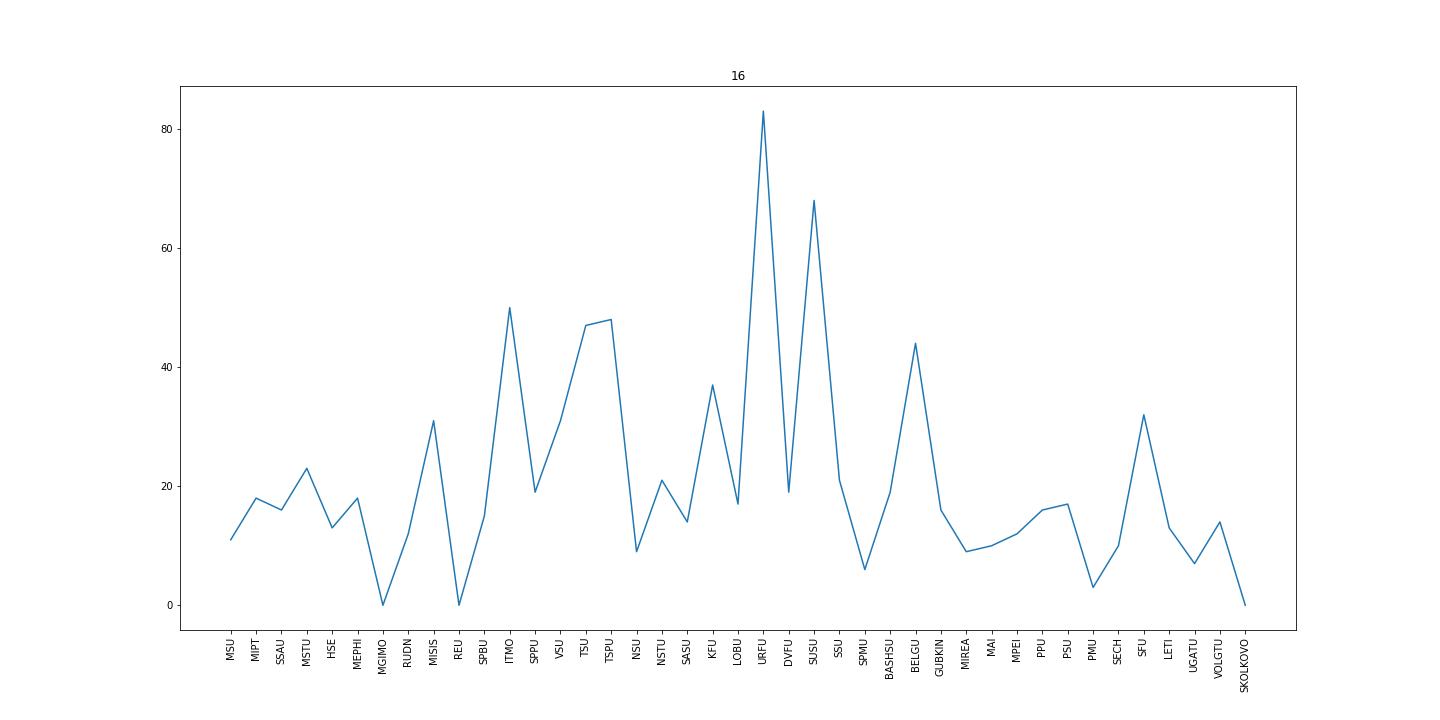 16
80
60
40
20
0
MSU
MIPT
SSAU
MSTU
HSE
MEPHI
MGIMO
RUDN
MISIS
REU
SPBU
ITMO
SPPU
VSU
TSU
TSPU
NSU
NSTU
SASU
KFU
LOBU
URFU
DVFU
SUSU
SSU
SPMU
BASHSU
BELGU
GUBKIN
MIREA
MAI
MPEI
PPU
PSU
PMU
SECH
SFU
LETI
UGATU
VOLGTU
SKOLKOVO